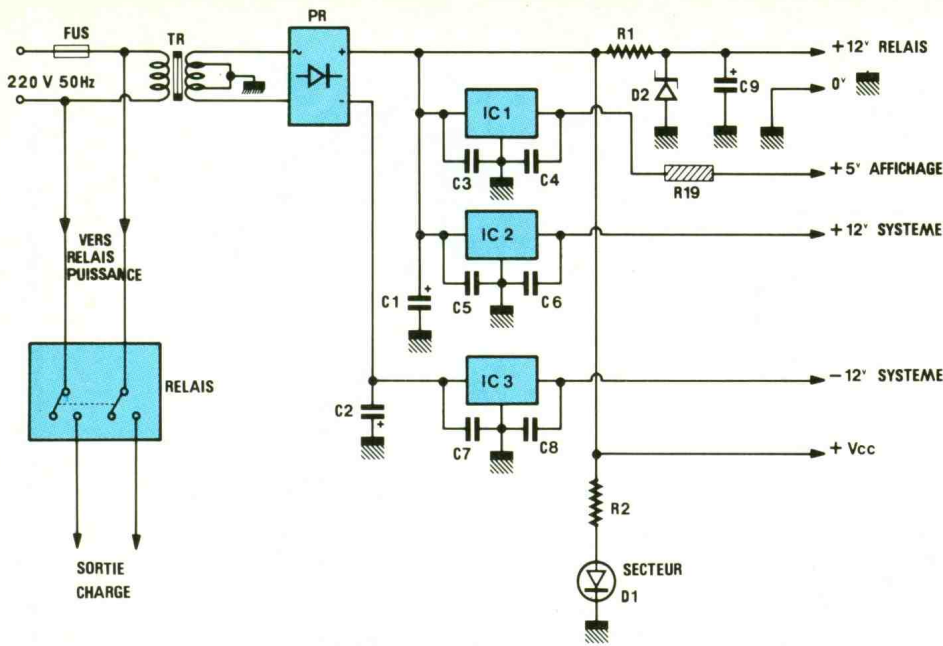 PR
FUS
TR
220 V 50Hz
~
+
-
R1
+12v RELAIS
D2
+
C9
0v
IC 1
C3
C4
+5v AFFICHAGE
R19
VERS
RELAIS
PUISSANCE
IC 2
+12v SYSTEME
C1
+
C5
C6
RELAIS
IC 3
-12v SYSTEME
C2
+
C7
C8
+ Vcc
R2
SORTIE
CHARGE
SECTEUR
D1